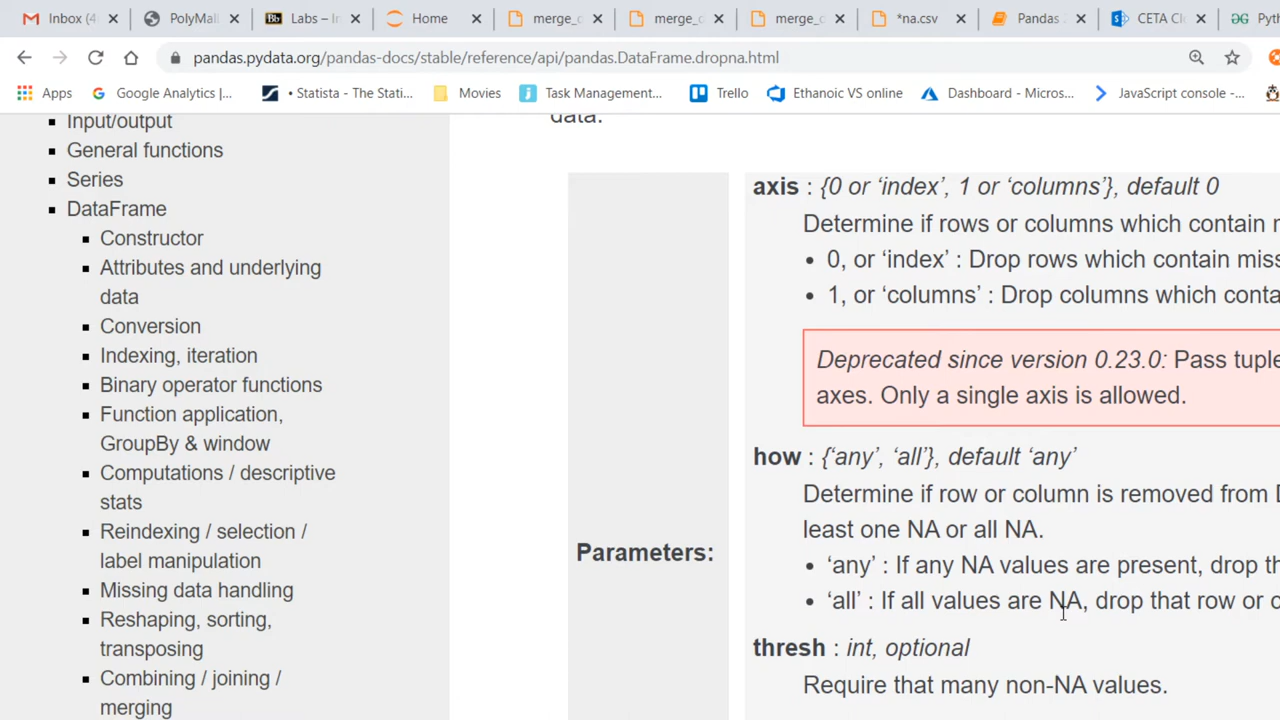 Inbox (4
PolyMal
Bb Labs – In
Home
merge_c
merge_c
merge_c
*na.csv
Pandas
CETA Cl
Pyth
pandas.pydata.org/pandas-docs/stable/reference/api/pandas.DataFrame.dropna.html
Apps
Google Analytics |...
• Statista - The Stati...
Movies
Task Management...
Trello
Ethanoic VS online
Dashboard - Micros...
JavaScript console -...
Input/output
General functions
Series
DataFrame
Constructor
Attributes and underlying
data
Conversion
Indexing, iteration
Binary operator functions
Function application,
GroupBy & window
Computations / descriptive
stats
Reindexing / selection /
label manipulation
Missing data handling
Reshaping, sorting,
transposing
Combining / joining /
merging
data.
Parameters:
axis : {0 or ‘index’, 1 or ‘columns’}, default 0
Determine if rows or columns which contain
• 0, or ‘index’ : Drop rows which contain miss
• 1, or ‘columns’ : Drop columns which conta
Deprecated since version 0.23.0: Pass tuple
axes. Only a single axis is allowed.
how : {‘any’, ‘all’}, default ‘any’
Determine if row or column is removed from
least one NA or all NA.
• ‘any’ : If any NA values are present, drop th
• ‘all’ : If all values are NA, drop that row or c
thresh : int, optional
Require that many non-NA values.